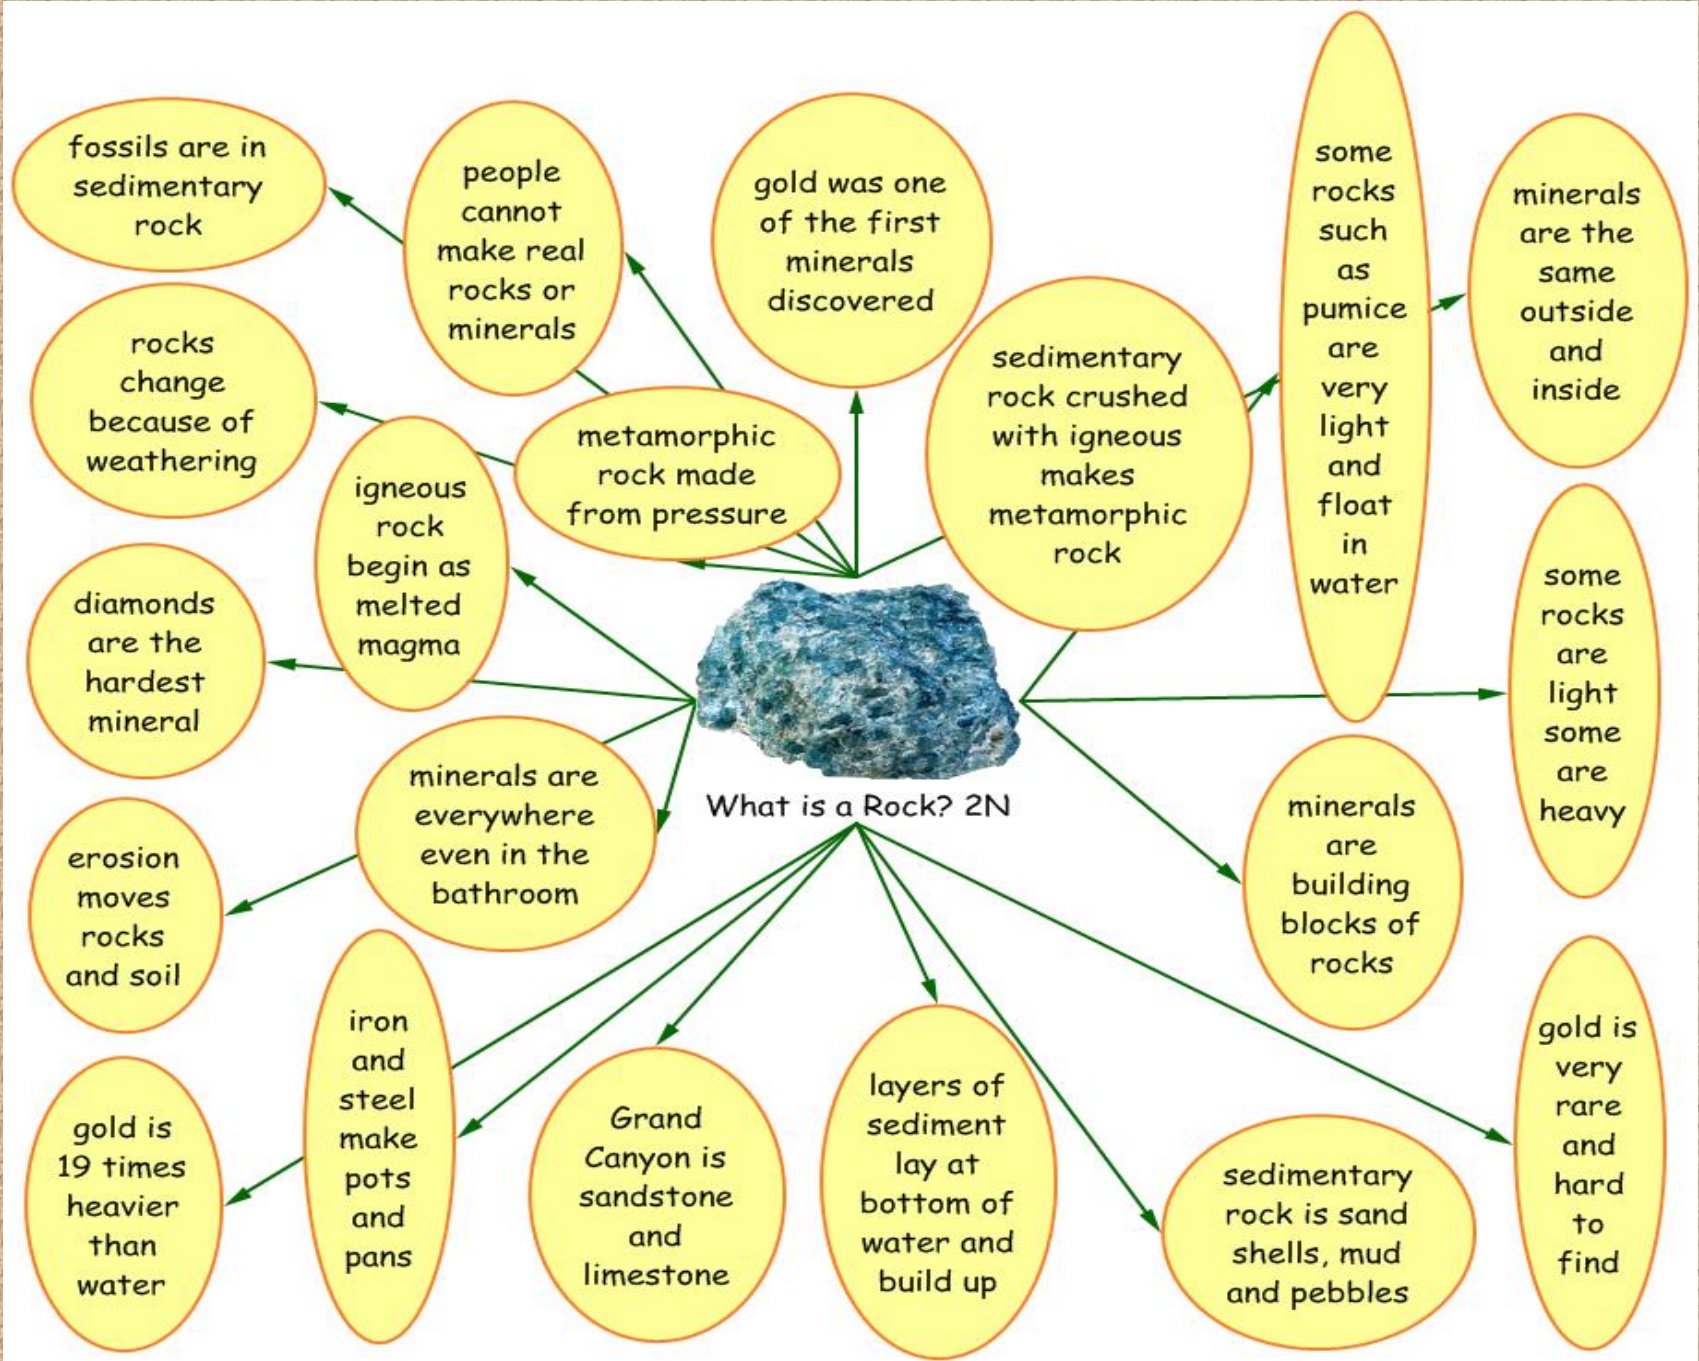 fossils are in
sedimentary
rock
people
cannot
make real
rocks or
minerals
gold was one
of the first
minerals
discovered
some
rocks
such
as
pumice
are
very
light
and
float
in
water
minerals
are the
same
outside
and
inside
rocks
change
because of
weathering
metamorphic
rock made
from pressure
sedimentary
rock crushed
with igneous
makes
metamorphic
rock
igneous
rock
begin as
melted
magma
diamonds
are the
hardest
mineral
some
rocks
are
light
some
are
heavy
minerals are
everywhere
even in the
bathroom
What is a Rock? 2N
minerals
are
building
blocks of
rocks
erosion
moves
rocks
and soil
iron
and
steel
make
pots
and
pans
gold is
19 times
heavier
than
water
Grand
Canyon is
sandstone
and
limestone
layers of
sediment
lay at
bottom of
water and
build up
sedimentary
rock is sand
shells, mud
and pebbles
gold is
very
rare
and
hard
to
find